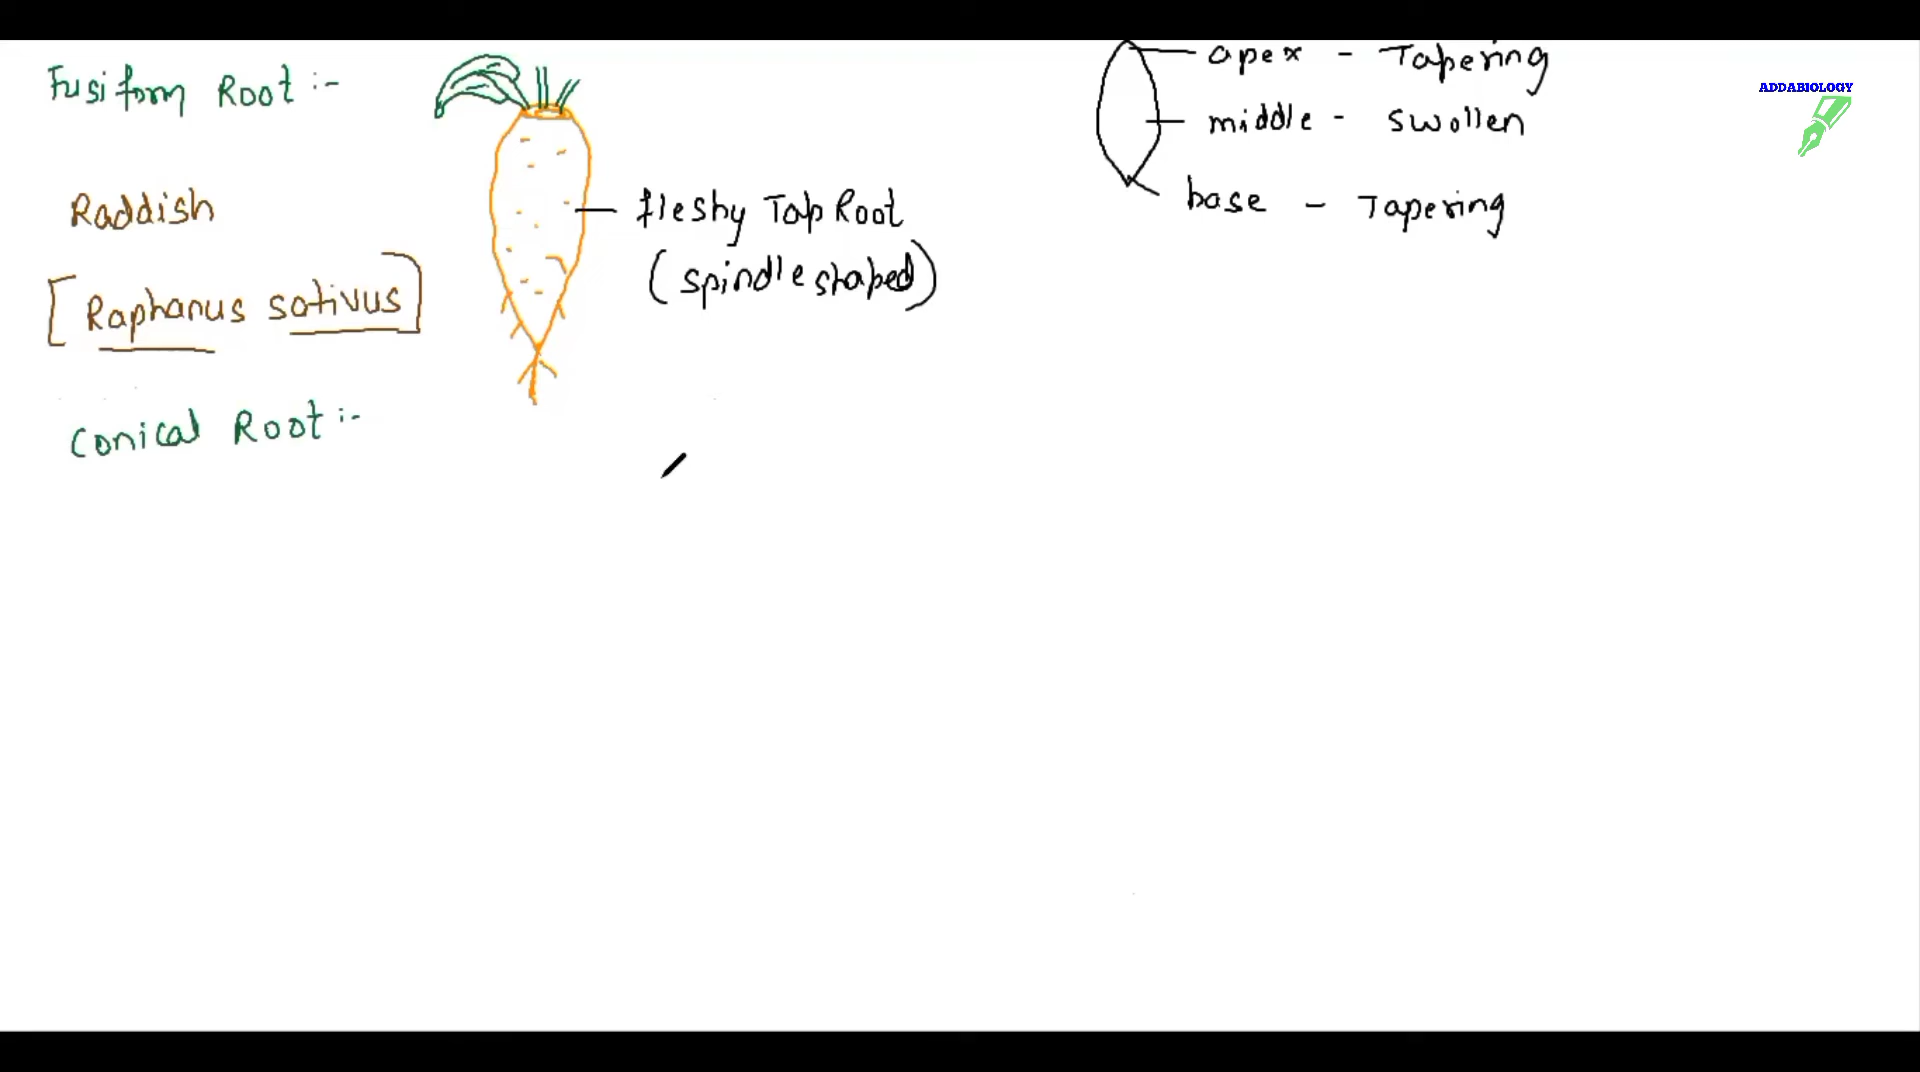 Fusiform Root :-
Raddish
[Raphanus sativus]
fleshy Tap Root
(spindle shaped)
apex - Tapering
middle - swollen
base - Tapering
ADDABIOLOGY
Conical Root :-